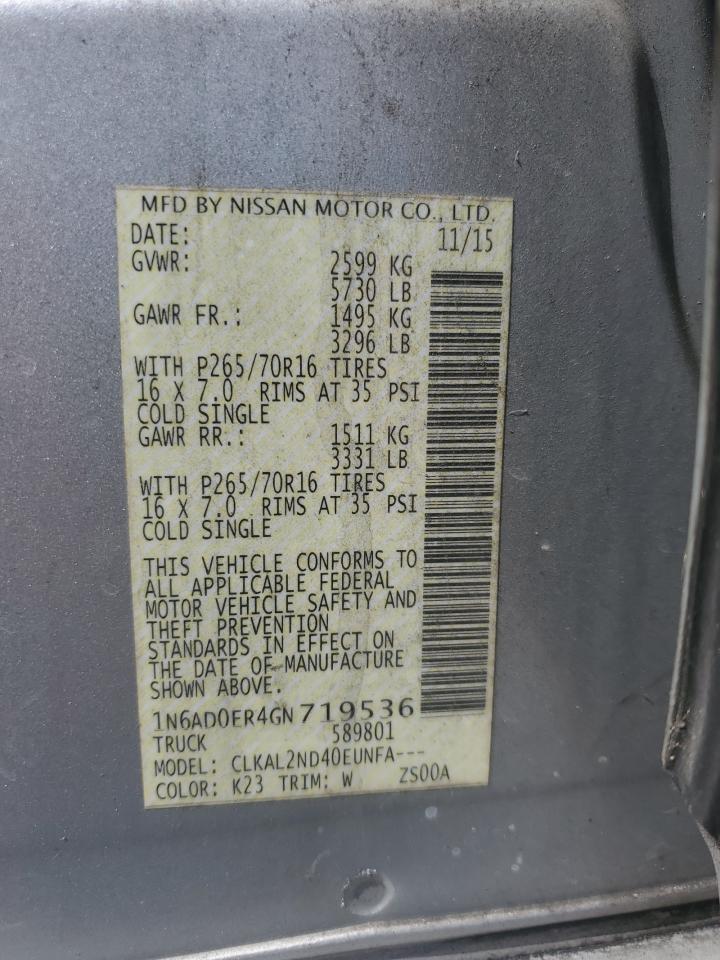 MFD BY NISSAN MOTOR CO., LTD.
DATE: 11/15
GVWR: 2599 KG
5730 LB
GAWR FR.: 1495 KG
3296 LB
WITH P265/70R16 TIRES
16 X 7.0 RIMS AT 35 PSI
COLD SINGLE
GAWR RR.: 1511 KG
3331 LB
WITH P265/70R16 TIRES
16 X 7.0 RIMS AT 35 PSI
COLD SINGLE
THIS VEHICLE CONFORMS TO
ALL APPLICABLE FEDERAL
MOTOR VEHICLE SAFETY AND
THEFT PREVENTION
STANDARDS IN EFFECT ON
THE DATE OF MANUFACTURE
SHOWN ABOVE.
1N6AD0ER4GN719536
TRUCK 589801
MODEL: CLKAL2ND40EUNFA---
COLOR: K23 TRIM: W ZS00A